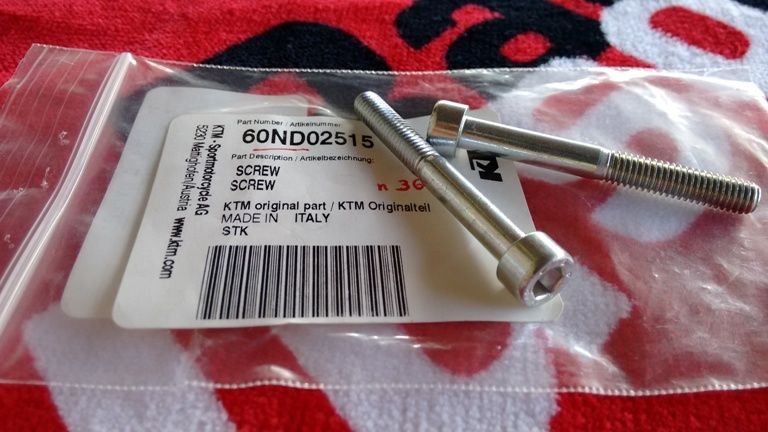 Part Number / Artikelnummer
60ND02515
Part Description / Artikelbezeichnung:
SCREW
SCREW
n 30
KTM original part / KTM Originalteil
MADE IN ITALY
STK
KTM - Sportmotorcycle AG
5230 Mattighofen/Austria www.ktm.com